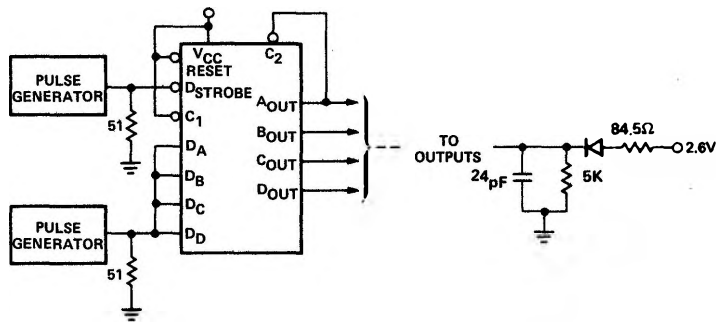 VCC
C2
RESET
PULSE
GENERATOR
DSTROBE
AOUT
51
C1
BOUT
TO
OUTPUTS
84.5Ω
2.6V
DA
COUT
24pF
5K
DB
DOUT
DC
PULSE
GENERATOR
DD
51